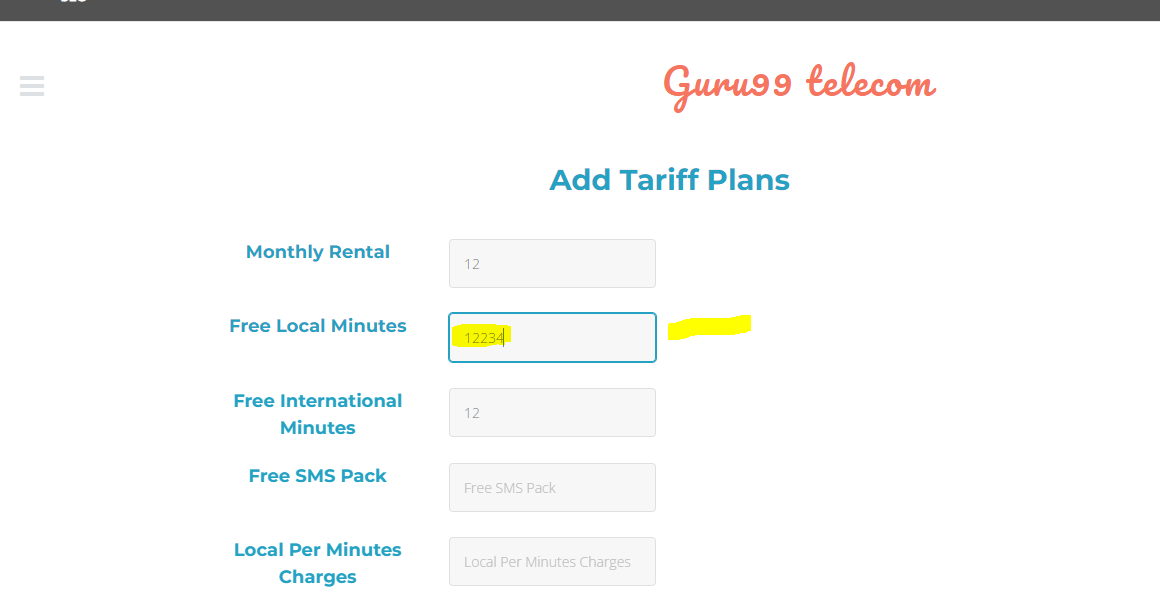 Guru99 telecom
Add Tariff Plans
Monthly Rental
12
Free Local Minutes
12234
Free International
Minutes
12
Free SMS Pack
Free SMS Pack
Local Per Minutes
Charges
Local Per Minutes Charges